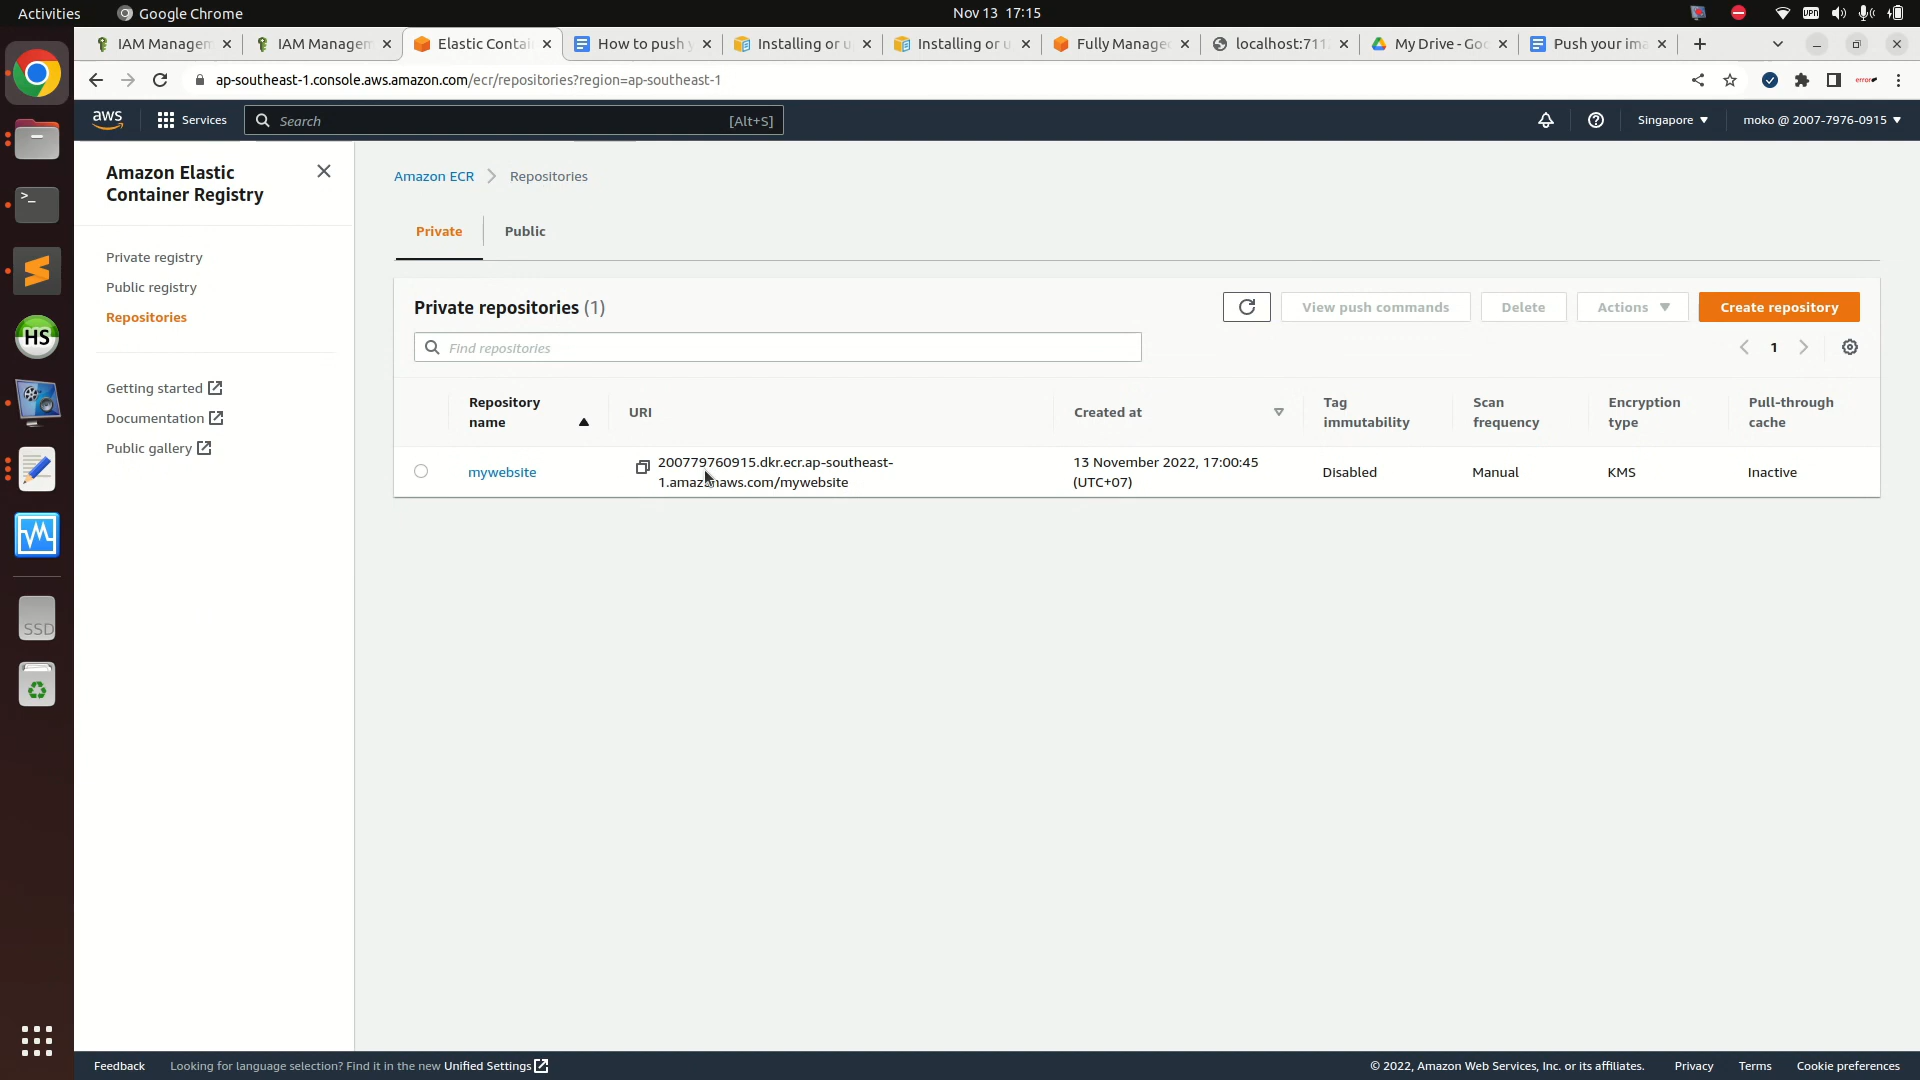 Activities
Google Chrome
Nov 13 17:15
VPN
IAM Managem
IAM Managem
Elastic Contai
How to push y
Installing or u
Installing or u
Fully Manage
localhost:711
My Drive - Goo
Push your ima
ap-southeast-1.console.aws.amazon.com/ecr/repositories?region=ap-southeast-1
error
aws
Services
Search
[Alt+S]
Singapore
moko @ 2007-7976-0915
Amazon Elastic
Container Registry
Private registry
Public registry
Repositories
Getting started
Documentation
Public gallery
Amazon ECR
Repositories
Private
Public
Private repositories (1)
View push commands
Delete
Actions
Create repository
Find repositories
1
Repository
name
URI
Created at
Tag
immutability
Scan
frequency
Encryption
type
Pull-through
cache
mywebsite
200779760915.dkr.ecr.ap-southeast-
1.amazonaws.com/mywebsite
13 November 2022, 17:00:45
(UTC+07)
Disabled
Manual
KMS
Inactive
>_
HS
SSD
Feedback
Looking for language selection? Find it in the new Unified Settings
© 2022, Amazon Web Services, Inc. or its affiliates.
Privacy
Terms
Cookie preferences